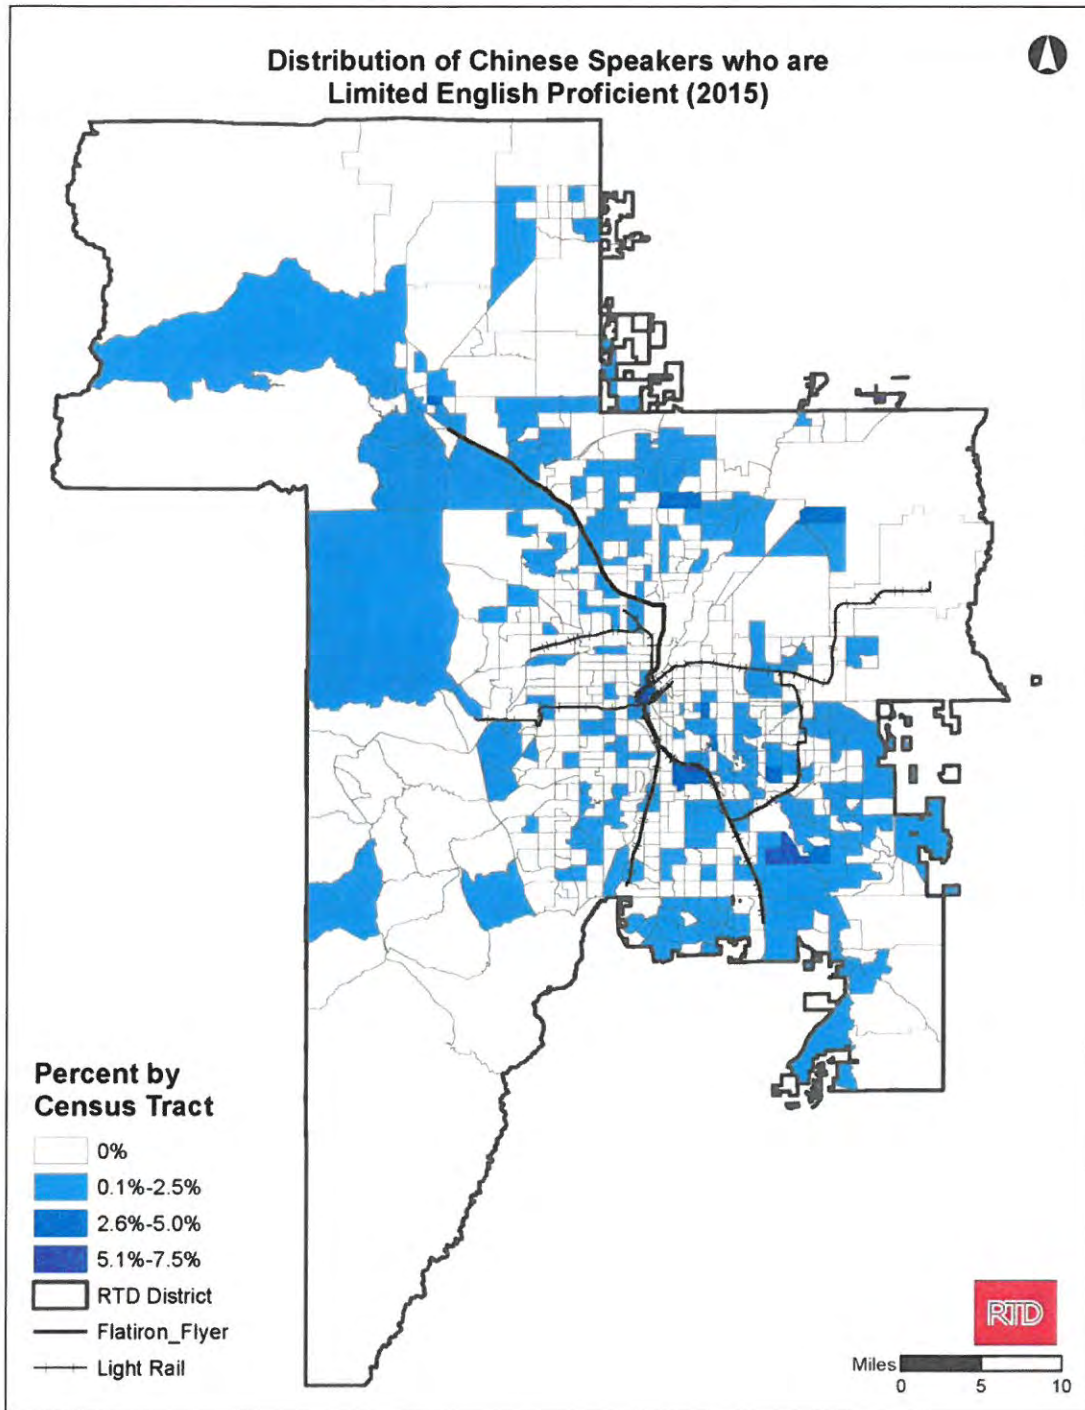 Distribution of Chinese Speakers who are
Limited English Proficient (2015)
Percent by
Census Tract
0%
0.1%-2.5%
2.6%-5.0%
5.1%-7.5%
RTD District
Flatiron_Flyer
Light Rail
RTD
Miles
0 5 10